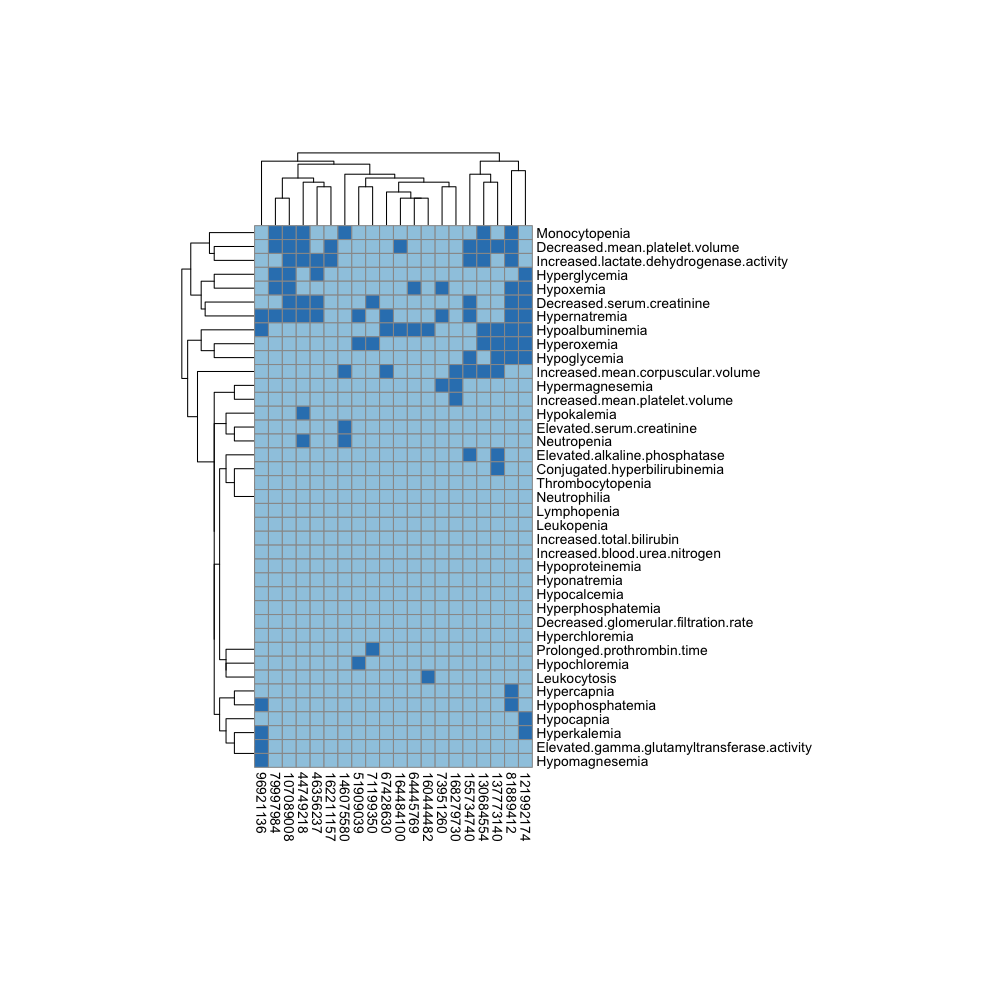 Monocytopenia
Decreased.mean.platelet.volume
Increased.lactate.dehydrogenase.activity
Hyperglycemia
Hypoxemia
Decreased.serum.creatinine
Hypernatremia
Hypoalbuminemia
Hyperoxemia
Hypoglycemia
Increased.mean.corpuscular.volume
Hypermagnesemia
Increased.mean.platelet.volume
Hypokalemia
Elevated.serum.creatinine
Neutropenia
Elevated.alkaline.phosphatase
Conjugated.hyperbilirubinemia
Thrombocytopenia
Neutrophilia
Lymphopenia
Leukopenia
Increased.total.bilirubin
Increased.blood.urea.nitrogen
Hypoproteinemia
Hyponatremia
Hypocalcemia
Hyperphosphatemia
Decreased.glomerular.filtration.rate
Hyperchloremia
Prolonged.prothrombin.time
Hypochloremia
Leukocytosis
Hypercapnia
Hypophosphatemia
Hypocapnia
Hyperkalemia
Elevated.gamma.glutamyltransferase.activity
Hypomagnesemia
96921136
79997984
107089008
44749218
46356237
162211157
146075580
51909039
71199350
67428630
164484100
64445769
160444482
73951260
168279730
155734740
130684554
137773140
81889412
121992174